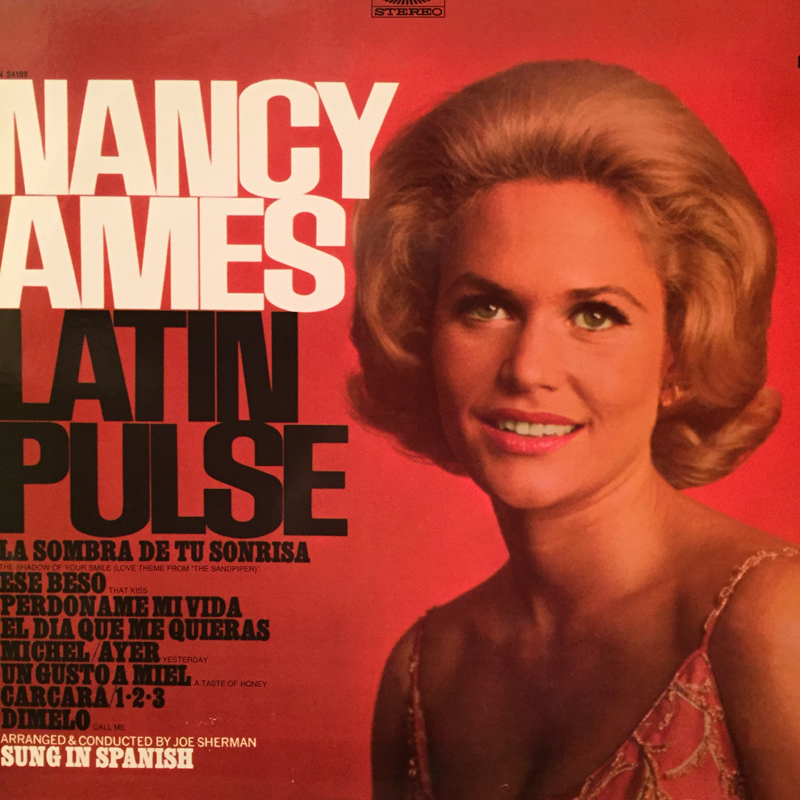 STEREO
N 24189
NANCY
AMES
LATIN
PULSE
LA SOMBRA DE TU SONRISA
THE SHADOW OF YOUR SMILE (LOVE THEME FROM "THE SANDPIPER)"
ESE BESO THAT KISS
PERDONAME MI VIDA
EL DIA QUE ME QUIERAS
MICHEL/AYER YESTERDAY
UN GUSTO A MIEL A TASTE OF HONEY
CARCARA/1·2·3
DIMELO CALL ME
ARRANGED & CONDUCTED BY JOE SHERMAN
SUNG IN SPANISH